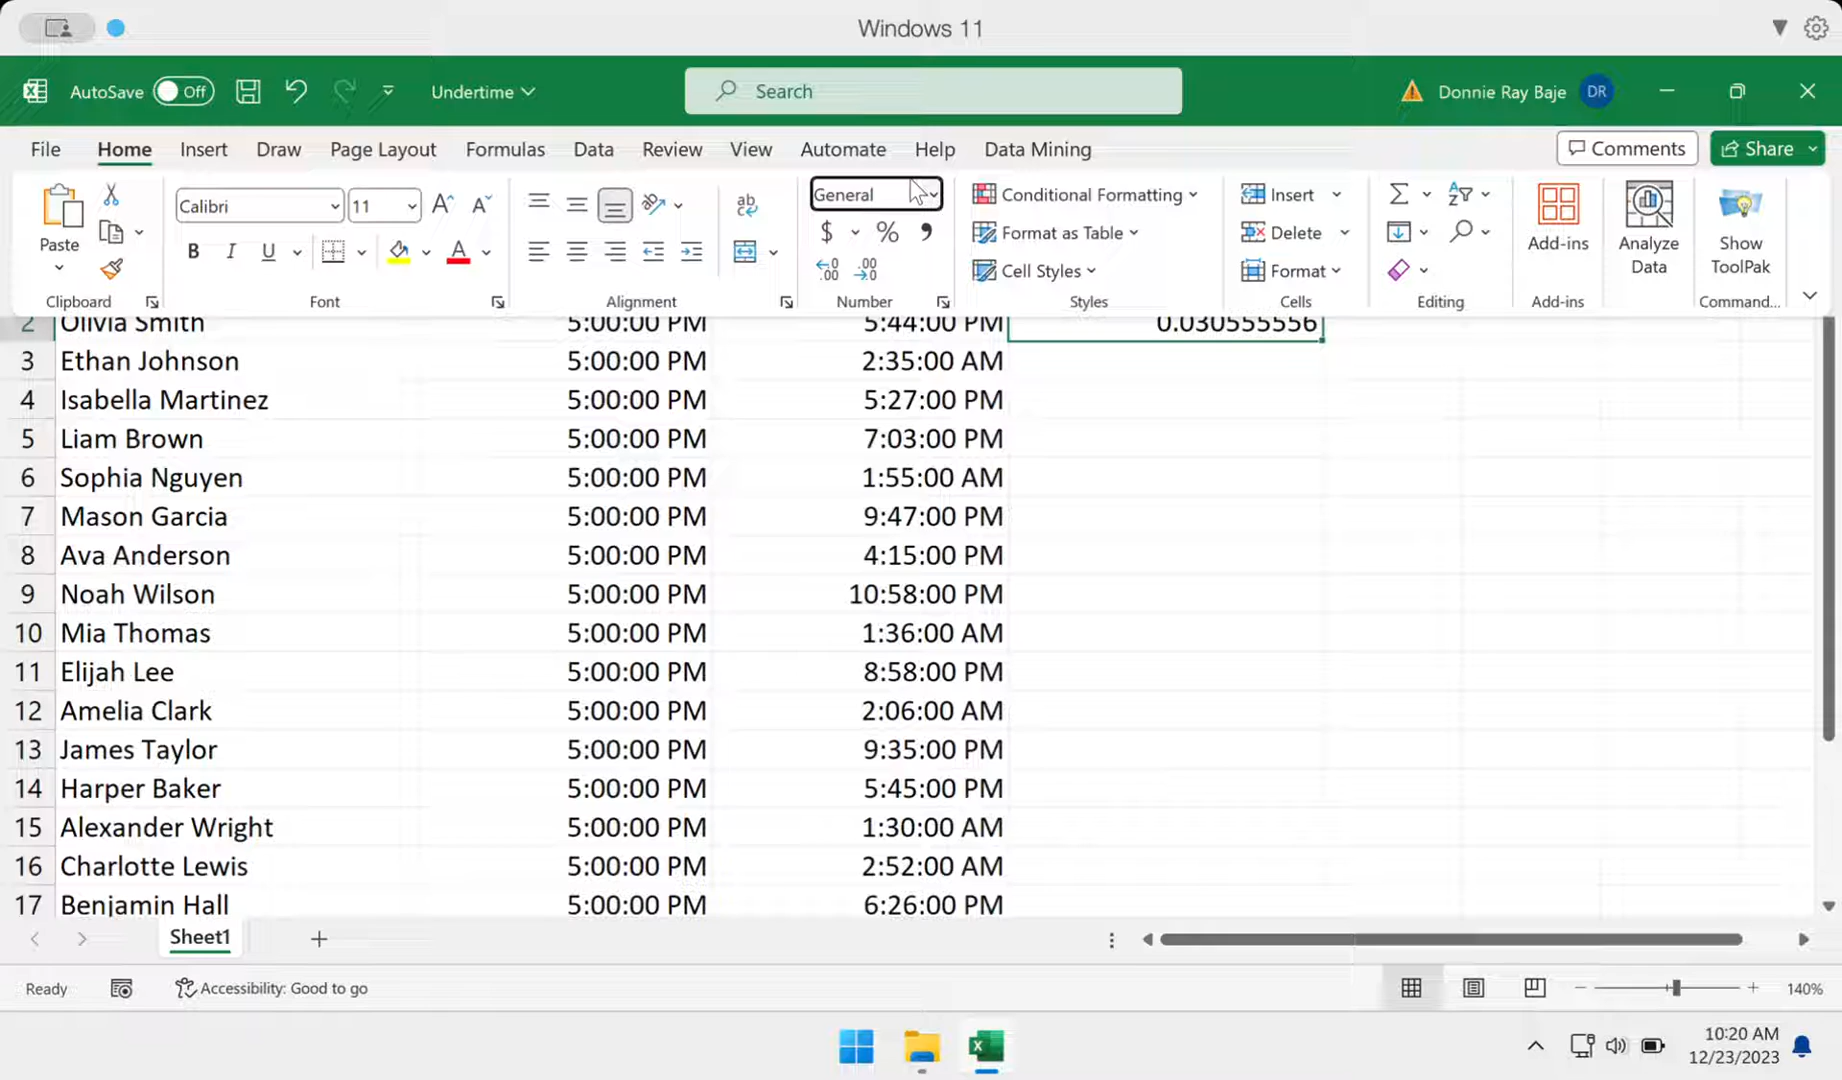 Windows 11
AutoSave Off Undertime Search Donnie Ray Baje DR
File Home Insert Draw Page Layout Formulas Data Review View Automate Help Data Mining Comments Share
Paste Calibri 11 General Conditional Formatting Insert Add-ins Analyze Data Show ToolPak
B I U A $ % Format as Table Delete
Cell Styles Format
Clipboard Font Alignment Number Styles Cells Editing Add-ins Command...
2 Olivia Smith 5:00:00 PM 5:44:00 PM 0.030555556
3 Ethan Johnson 5:00:00 PM 2:35:00 AM
4 Isabella Martinez 5:00:00 PM 5:27:00 PM
5 Liam Brown 5:00:00 PM 7:03:00 PM
6 Sophia Nguyen 5:00:00 PM 1:55:00 AM
7 Mason Garcia 5:00:00 PM 9:47:00 PM
8 Ava Anderson 5:00:00 PM 4:15:00 PM
9 Noah Wilson 5:00:00 PM 10:58:00 PM
10 Mia Thomas 5:00:00 PM 1:36:00 AM
11 Elijah Lee 5:00:00 PM 8:58:00 PM
12 Amelia Clark 5:00:00 PM 2:06:00 AM
13 James Taylor 5:00:00 PM 9:35:00 PM
14 Harper Baker 5:00:00 PM 5:45:00 PM
15 Alexander Wright 5:00:00 PM 1:30:00 AM
16 Charlotte Lewis 5:00:00 PM 2:52:00 AM
17 Benjamin Hall 5:00:00 PM 6:26:00 PM
Sheet1
Ready Accessibility: Good to go 140%
10:20 AM
12/23/2023